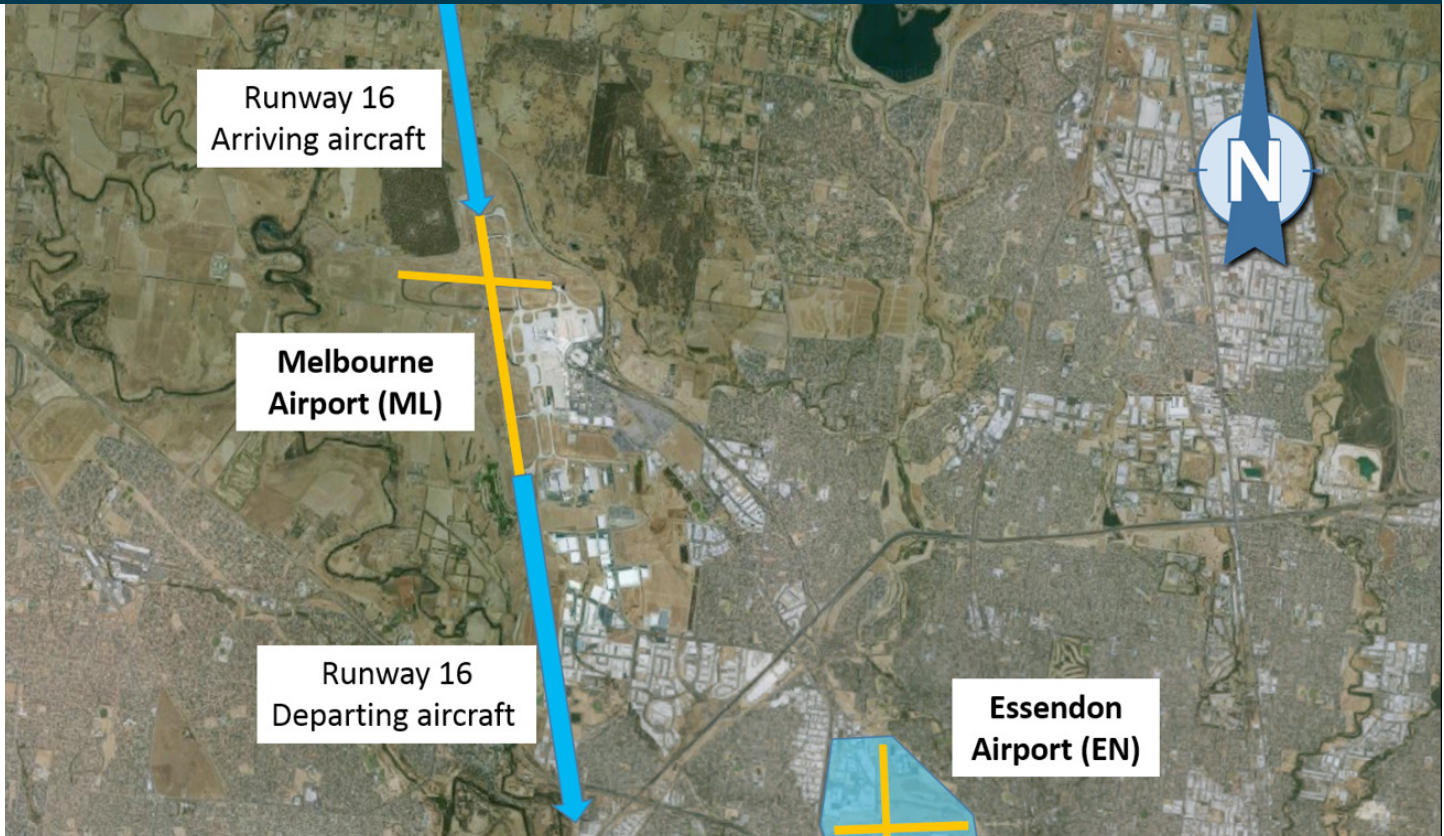 Runway 16
Arriving aircraft
N
Melbourne
Airport (ML)
Runway 16
Departing aircraft
Essendon
Airport (EN)